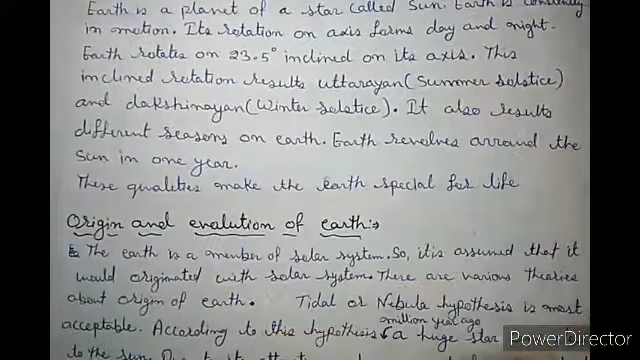 Earth is a planet of a star called Sun. Earth is constantly
in motion. Its rotation on axis forms day and night.
Earth rotates on 23.5° inclined on its axis. This
inclined rotation results uttarayan (summer solstice)
and dakshinayan (winter solstice). It also results
different seasons on earth. Earth revolves arround the
sun in one year.
These qualities make the earth special for life
Origin and evalution of earth:→
The earth is a member of solar system. So, it is assumed that it
would originated with solar system. There are various theories
about origin of earth. Tidal or Nebula hypothesis is most
million year ago
acceptable. According to this hypothesis a huge star
to the sun.
PowerDirector